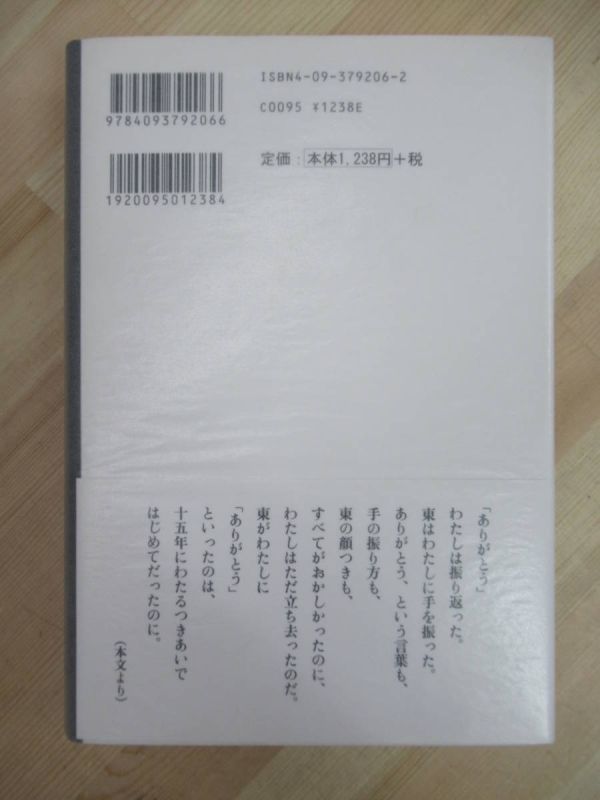 ISBN4-09-379206-2
C0095 ¥1238E
定価：本体1,238円＋税
9784093792066
1920095012384
「ありがとう」
わたしは振り返った。
東はわたしに手を振った。
ありがとう、という言葉も、
手の振り方も、
東の顔つきも、
すべてがおかしかったのに、
わたしはただ立ち去ったのだ。
東がわたしに
「ありがとう」
といったのは、
十五年にわたるつきあいで
はじめてだったのに。
（本文より）